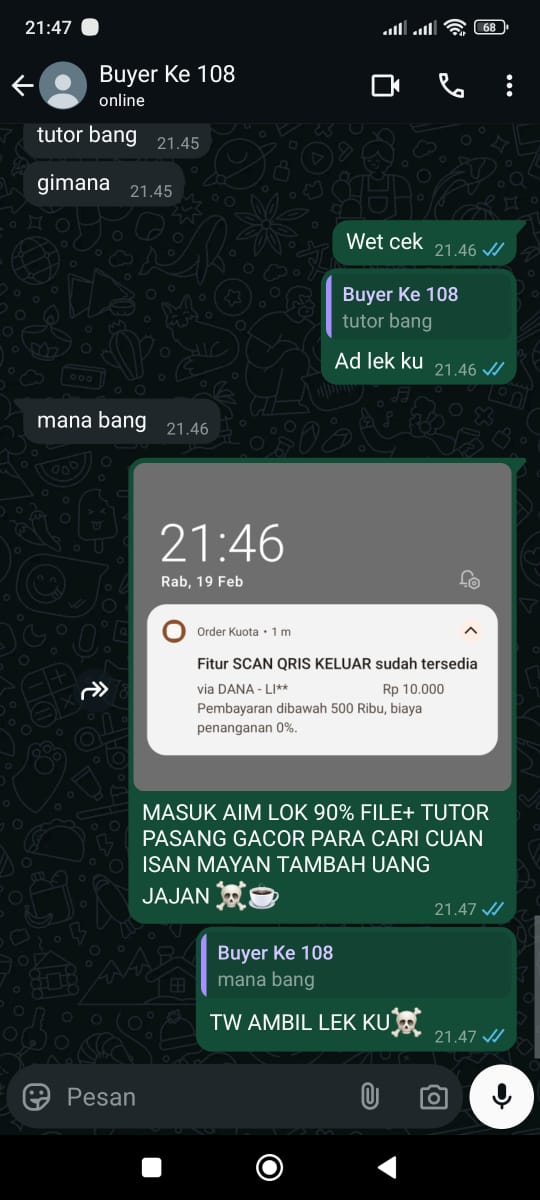 21:47
68
Buyer Ke 108
online
tutor bang 21.45
gimana 21.45
Wet cek 21.46
Buyer Ke 108
tutor bang
Ad lek ku 21.46
mana bang 21.46
21:46
Rab, 19 Feb
Order Kuota • 1 m
Fitur SCAN QRIS KELUAR sudah tersedia
via DANA - LI** Rp 10.000
Pembayaran dibawah 500 Ribu, biaya
penanganan 0%.
MASUK AIM LOK 90% FILE+ TUTOR
PASANG GACOR PARA CARI CUAN
ISAN MAYAN TAMBAH UANG
JAJAN ☠️☕
21.47
Buyer Ke 108
mana bang
TW AMBIL LEK KU☠️ 21.47
Pesan